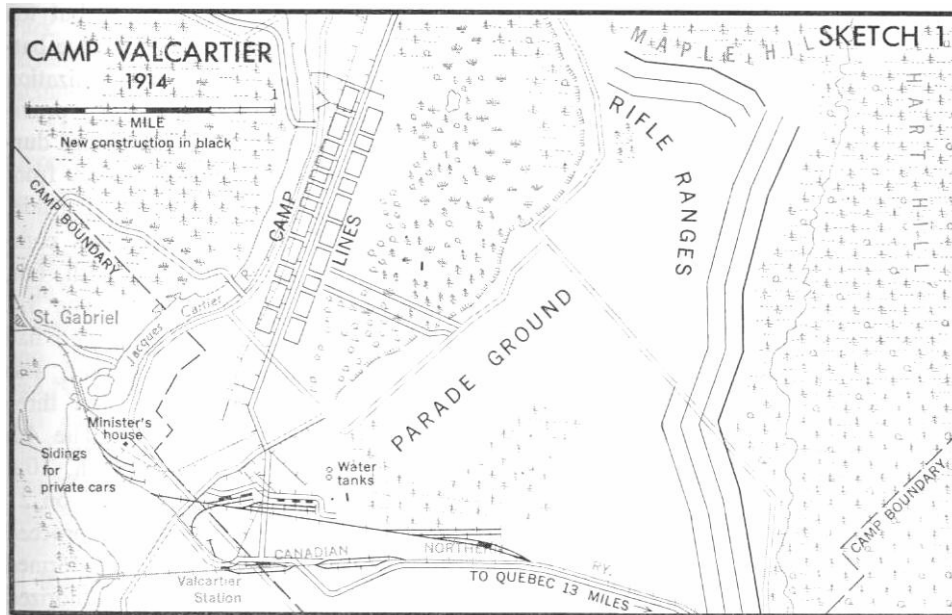 CAMP VALCARTIER
1914
1
MILE
New construction in black
SKETCH 1
MAPLE HILL
HART HILL
RIFLE
RANGES
CAMP
LINES
CAMP BOUNDARY
St. Gabriel
Jacques Cartier R.
PARADE GROUND
Minister's
house
Sidings
for
private cars
Water
tanks
CAMP BOUNDARY
CANADIAN NORTHERN RY.
Valcartier
Station
TO QUEBEC 13 MILES